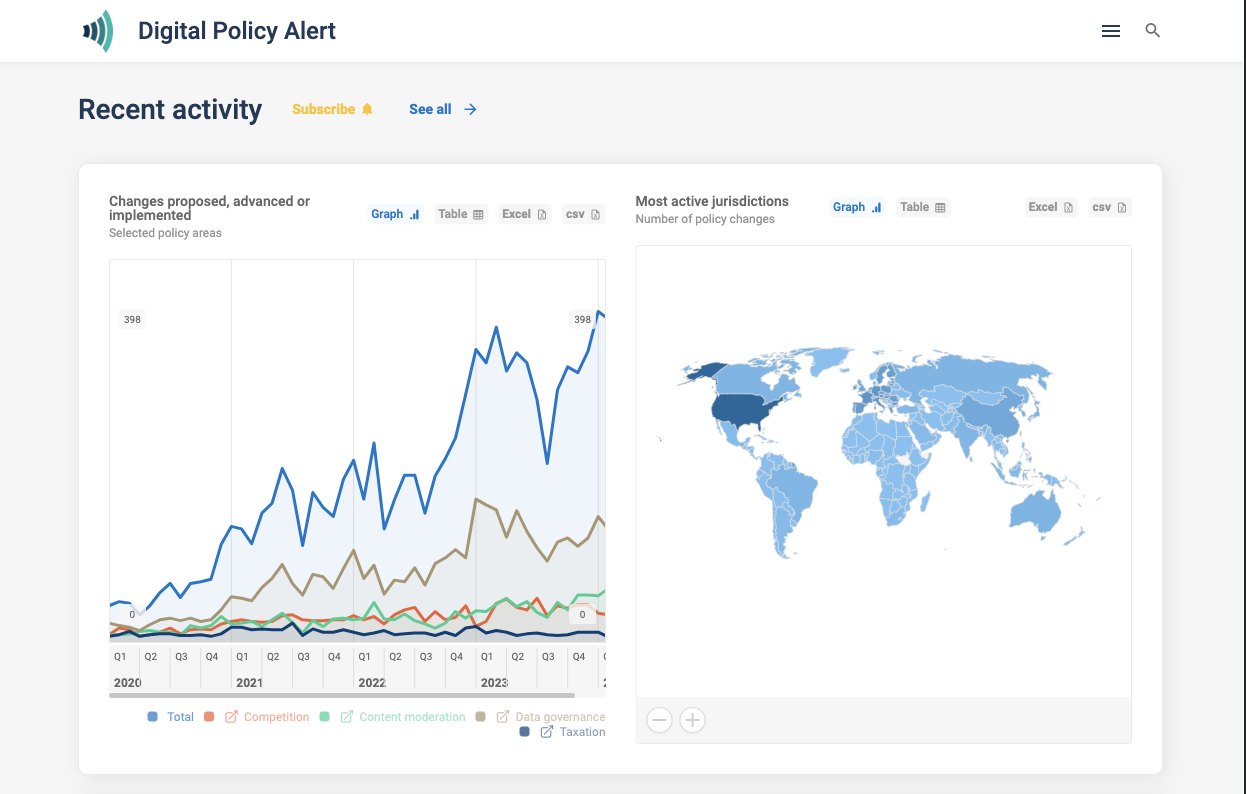 Digital Policy Alert
Recent activity
Subscribe
See all
Changes proposed, advanced or
implemented
Selected policy areas
Graph
Table
Excel
csv
Most active jurisdictions
Number of policy changes
Graph
Table
Excel
csv
398
398
0
0
Q1 Q2 Q3 Q4 Q1 Q2 Q3 Q4 Q1 Q2 Q3 Q4 Q1 Q2 Q3 Q4
2020 2021 2022 2023
Total Competition Content moderation Data governance
Taxation